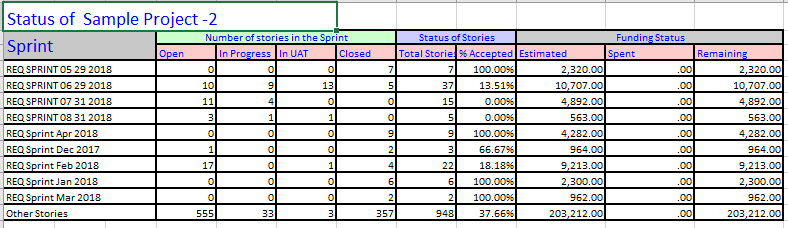 Status of Sample Project -2
Number of stories in the Sprint Status of Stories Funding Status
Sprint Open In Progress In UAT Closed Total Stories % Accepted Estimated Spent Remaining
REQ SPRINT 05 29 2018 0 0 0 7 7 100.00% 2,320.00 .00 2,320.00
REQ SPRINT 06 29 2018 10 9 13 5 37 13.51% 10,707.00 .00 10,707.00
REQ SPRINT 07 31 2018 11 4 0 0 15 0.00% 4,892.00 .00 4,892.00
REQ SPRINT 08 31 2018 3 1 1 0 5 0.00% 563.00 .00 563.00
REQ Sprint Apr 2018 0 0 0 9 9 100.00% 4,282.00 .00 4,282.00
REQ Sprint Dec 2017 1 0 0 2 3 66.67% 964.00 .00 964.00
REQ Sprint Feb 2018 17 0 1 4 22 18.18% 9,213.00 .00 9,213.00
REQ Sprint Jan 2018 0 0 0 6 6 100.00% 2,300.00 .00 2,300.00
REQ Sprint Mar 2018 0 0 0 2 2 100.00% 962.00 .00 962.00
Other Stories 555 33 3 357 948 37.66% 203,212.00 .00 203,212.00